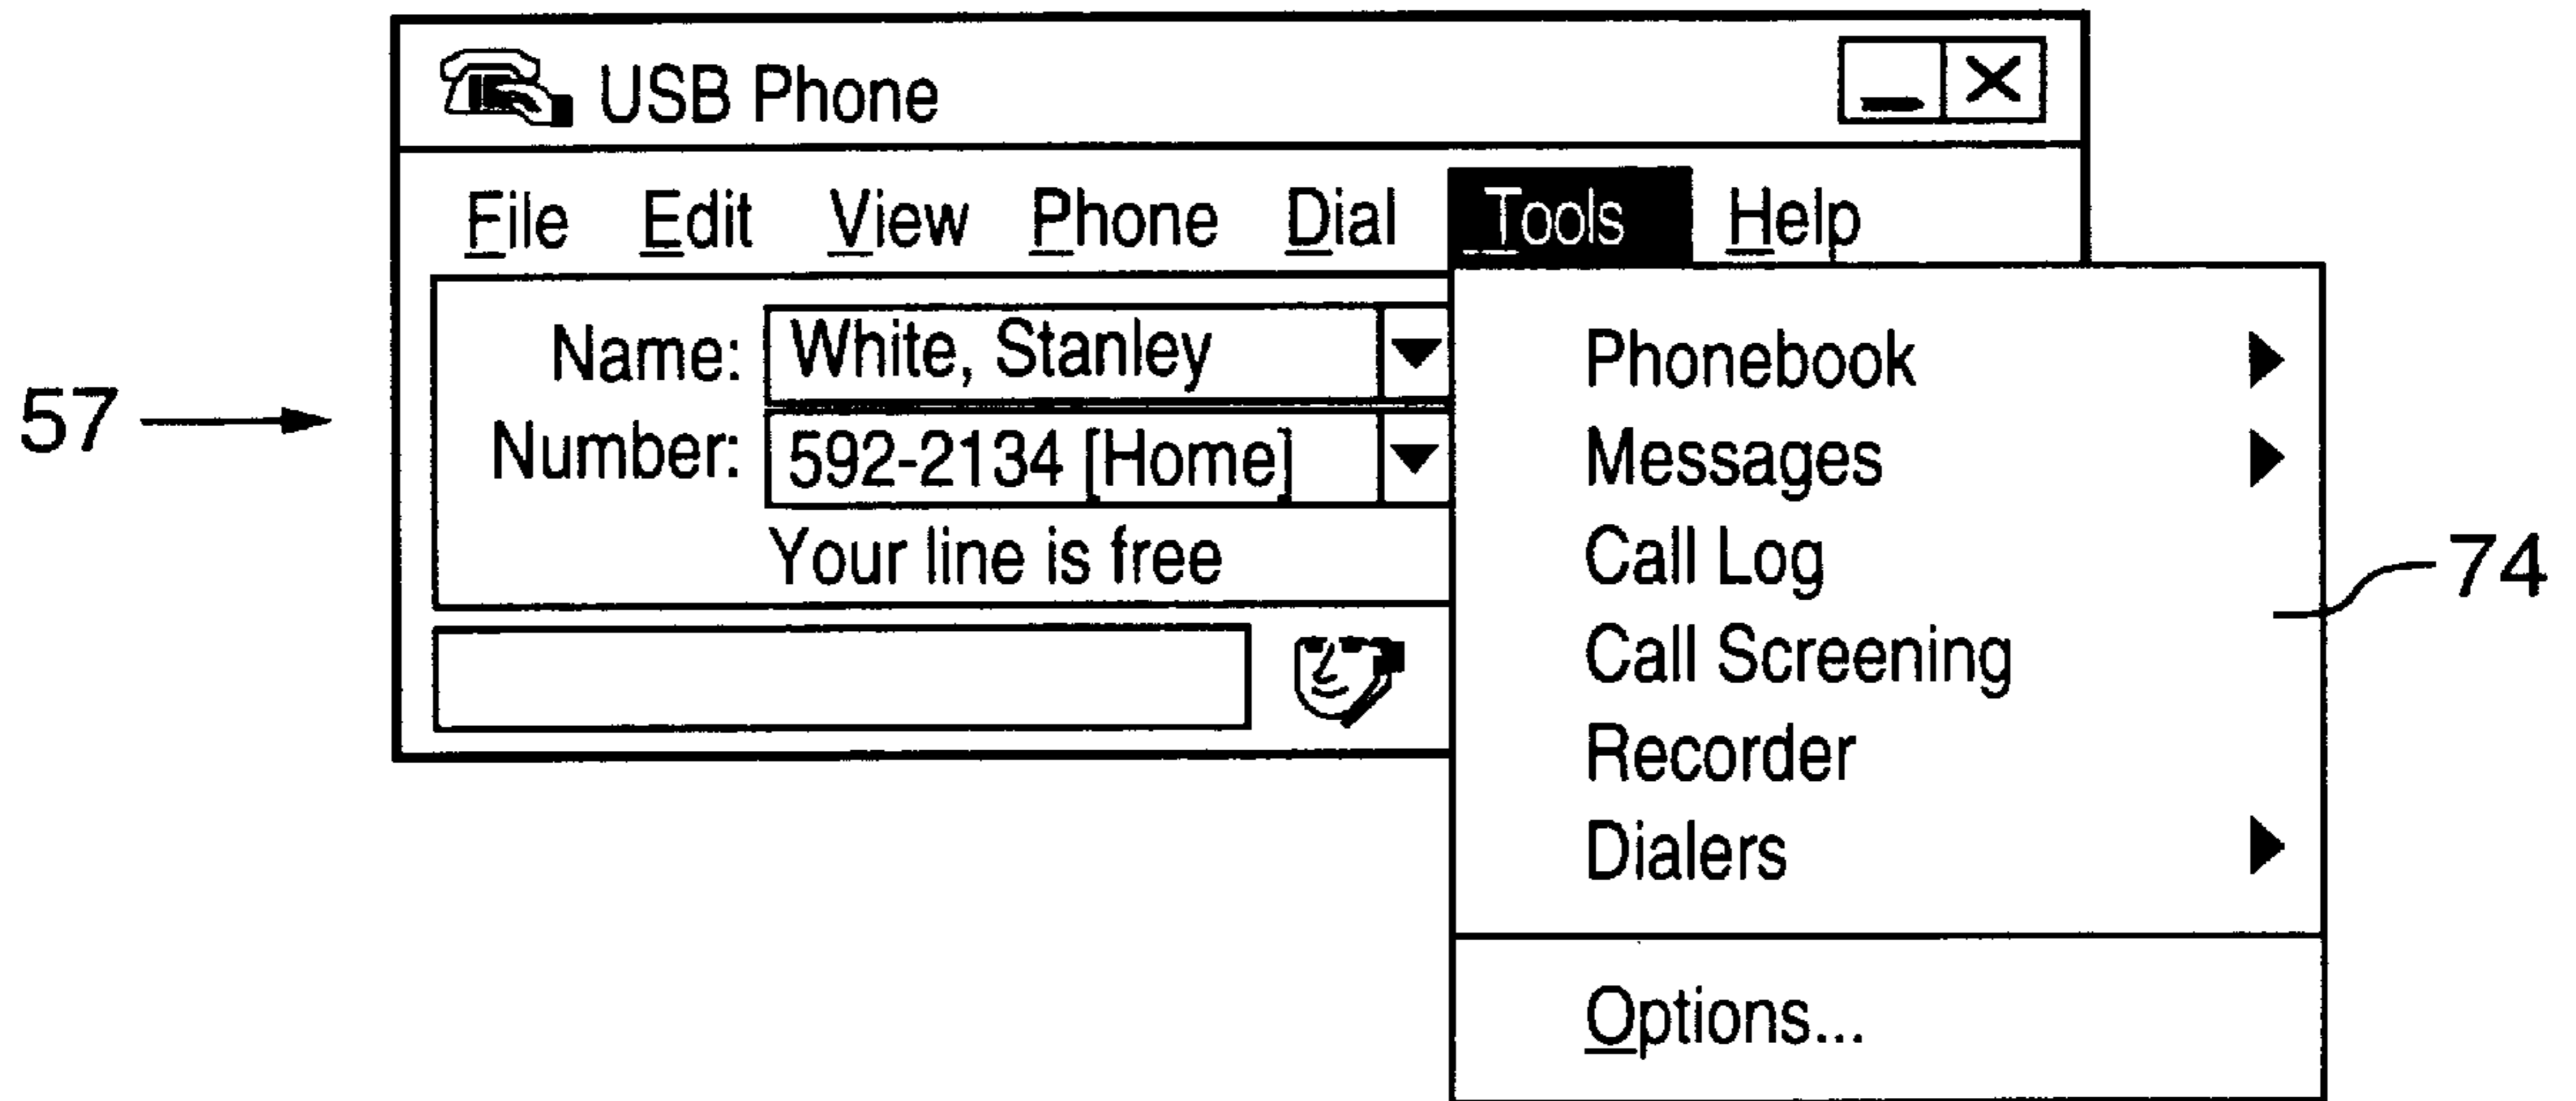 USB Phone
File Edit View Phone Dial Tools Help
Name: White, Stanley
Number: 592-2134 [Home]
Your line is free
Phonebook
Messages
Call Log
Call Screening
Recorder
Dialers
Options...
57
74